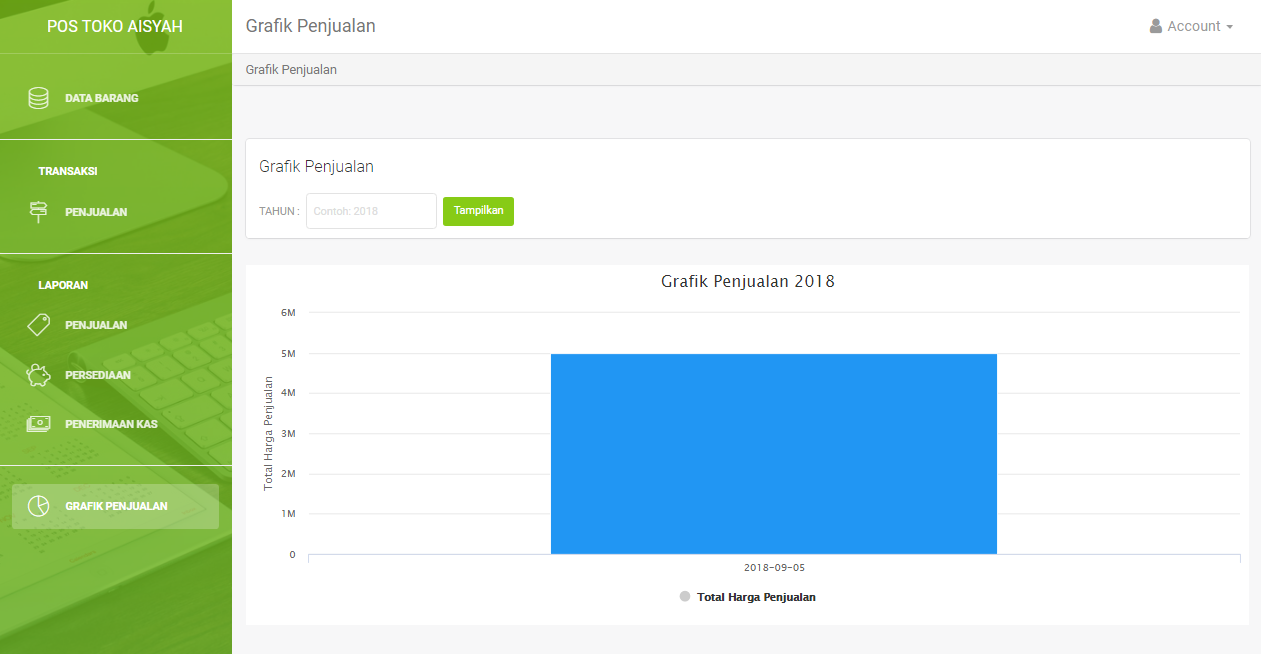 POS TOKO AISYAH
DATA BARANG
TRANSAKSI
PENJUALAN
LAPORAN
PENJUALAN
PERSEDIAAN
PENERIMAAN KAS
GRAFIK PENJUALAN
Grafik Penjualan
Account
Grafik Penjualan
Grafik Penjualan
TAHUN : Contoh: 2018 Tampilkan
Grafik Penjualan 2018
Total Harga Penjualan
6M
5M
4M
3M
2M
1M
0
2018-09-05
Total Harga Penjualan